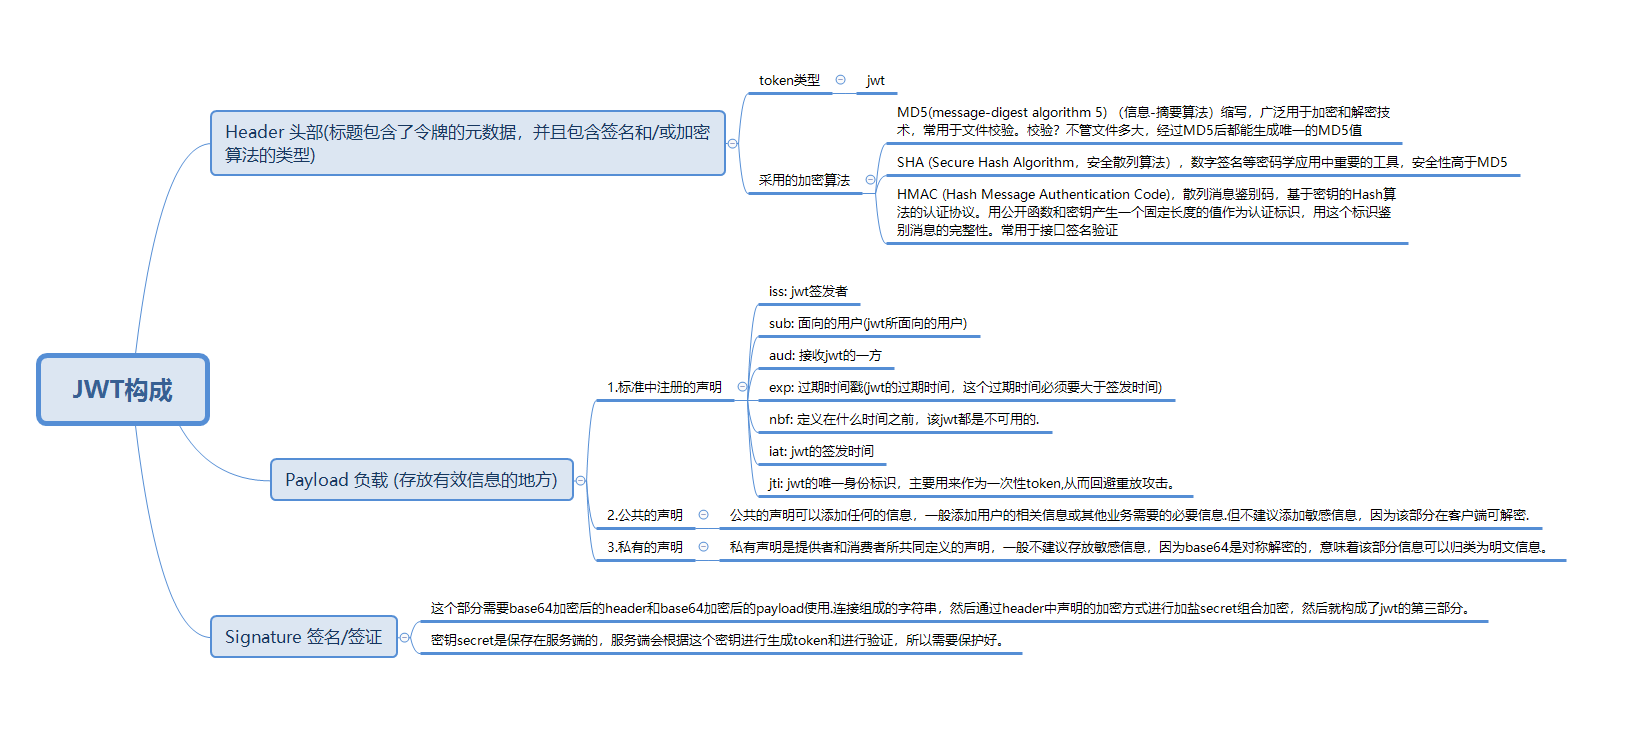 JWT构成
Header 头部(标题包含了令牌的元数据，并且包含签名和/或加密
算法的类型)
token类型
jwt
采用的加密算法
MD5(message-digest algorithm 5) （信息-摘要算法）缩写，广泛用于加密和解密技
术，常用于文件校验。校验？不管文件多大，经过MD5后都能生成唯一的MD5值
SHA (Secure Hash Algorithm，安全散列算法），数字签名等密码学应用中重要的工具，安全性高于MD5
HMAC (Hash Message Authentication Code)，散列消息鉴别码，基于密钥的Hash算
法的认证协议。用公开函数和密钥产生一个固定长度的值作为认证标识，用这个标识鉴
别消息的完整性。常用于接口签名验证
Payload 负载 (存放有效信息的地方)
1.标准中注册的声明
iss: jwt签发者
sub: 面向的用户(jwt所面向的用户)
aud: 接收jwt的一方
exp: 过期时间戳(jwt的过期时间，这个过期时间必须要大于签发时间)
nbf: 定义在什么时间之前，该jwt都是不可用的.
iat: jwt的签发时间
jti: jwt的唯一身份标识，主要用来作为一次性token,从而回避重放攻击。
2.公共的声明
公共的声明可以添加任何的信息，一般添加用户的相关信息或其他业务需要的必要信息.但不建议添加敏感信息，因为该部分在客户端可解密.
3.私有的声明
私有声明是提供者和消费者所共同定义的声明，一般不建议存放敏感信息，因为base64是对称解密的，意味着该部分信息可以归类为明文信息。
Signature 签名/签证
这个部分需要base64加密后的header和base64加密后的payload使用.连接组成的字符串，然后通过header中声明的加密方式进行加盐secret组合加密，然后就构成了jwt的第三部分。
密钥secret是保存在服务端的，服务端会根据这个密钥进行生成token和进行验证，所以需要保护好。